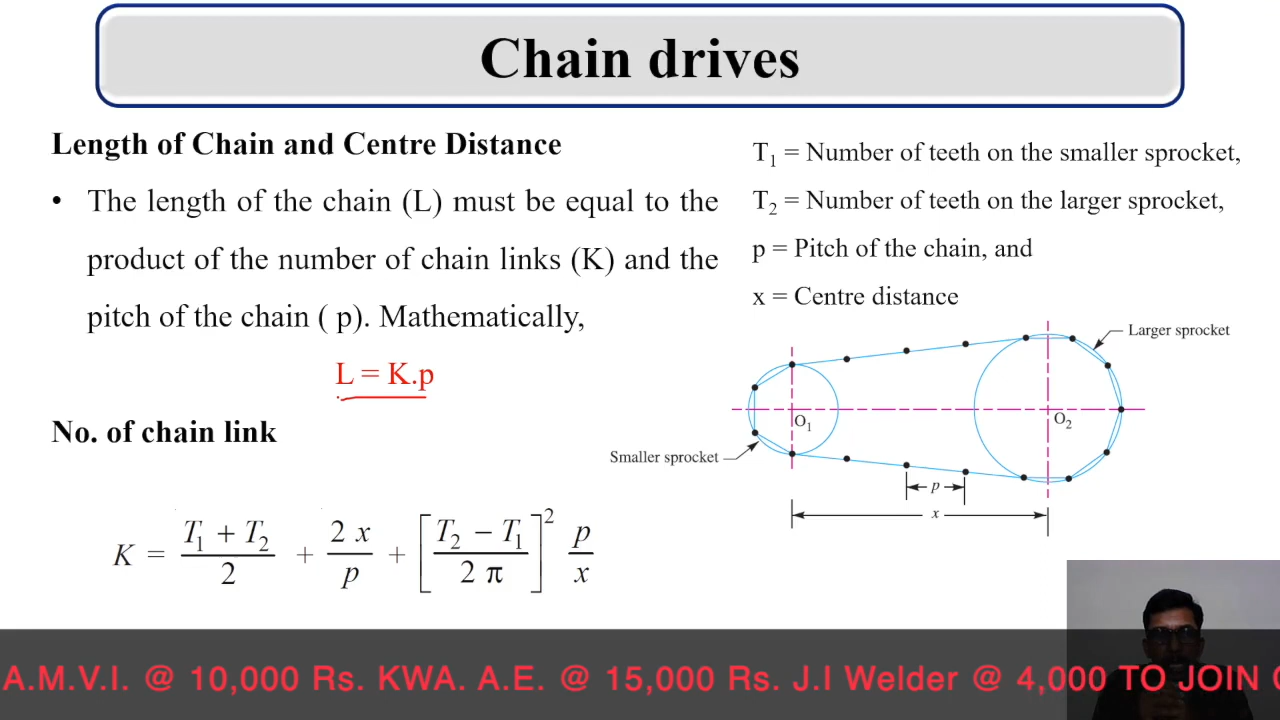 Chain drives
Length of Chain and Centre Distance
• The length of the chain (L) must be equal to the
product of the number of chain links (K) and the
pitch of the chain ( p). Mathematically,
L = K.p
No. of chain link
K = (T₁ + T₂)/2 + (2 x)/p + [(T₂ − T₁)/(2 π)]² p/x
T₁ = Number of teeth on the smaller sprocket,
T₂ = Number of teeth on the larger sprocket,
p = Pitch of the chain, and
x = Centre distance
Larger sprocket
O₁
O₂
Smaller sprocket
p
x
A.M.V.I. @ 10,000 Rs. KWA. A.E. @ 15,000 Rs. J.I Welder @ 4,000 TO JOIN